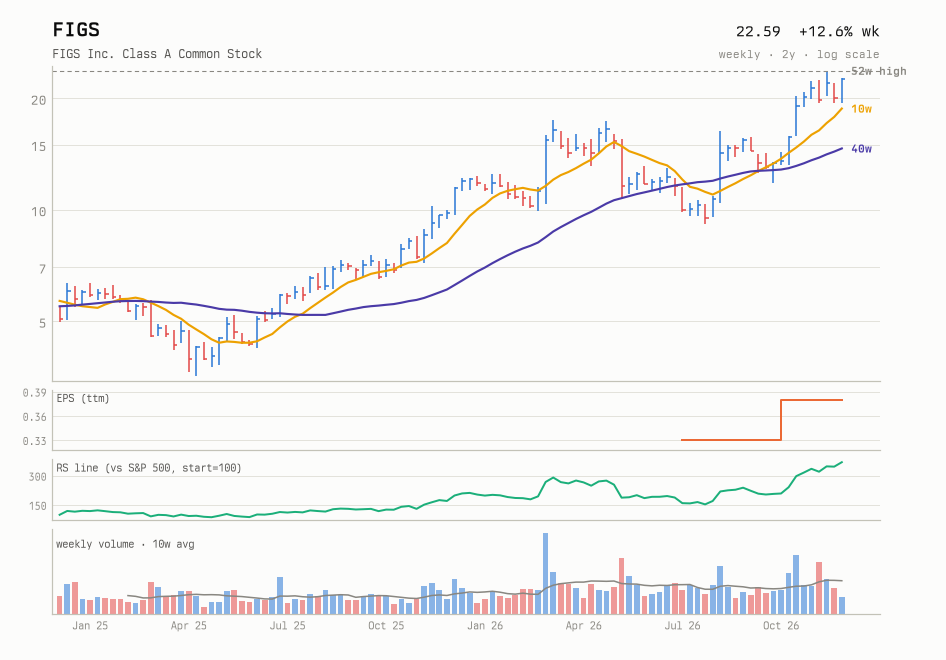 FIGS
22.59 +12.6% wk
FIGS Inc. Class A Common Stock
weekly · 2y · log scale
52w high
20
10w
15
40w
10
7
5
0.39
EPS (ttm)
0.36
0.33
RS line (vs S&P 500, start=100)
300
150
weekly volume · 10w avg
Jan 25 Apr 25 Jul 25 Oct 25 Jan 26 Apr 26 Jul 26 Oct 26